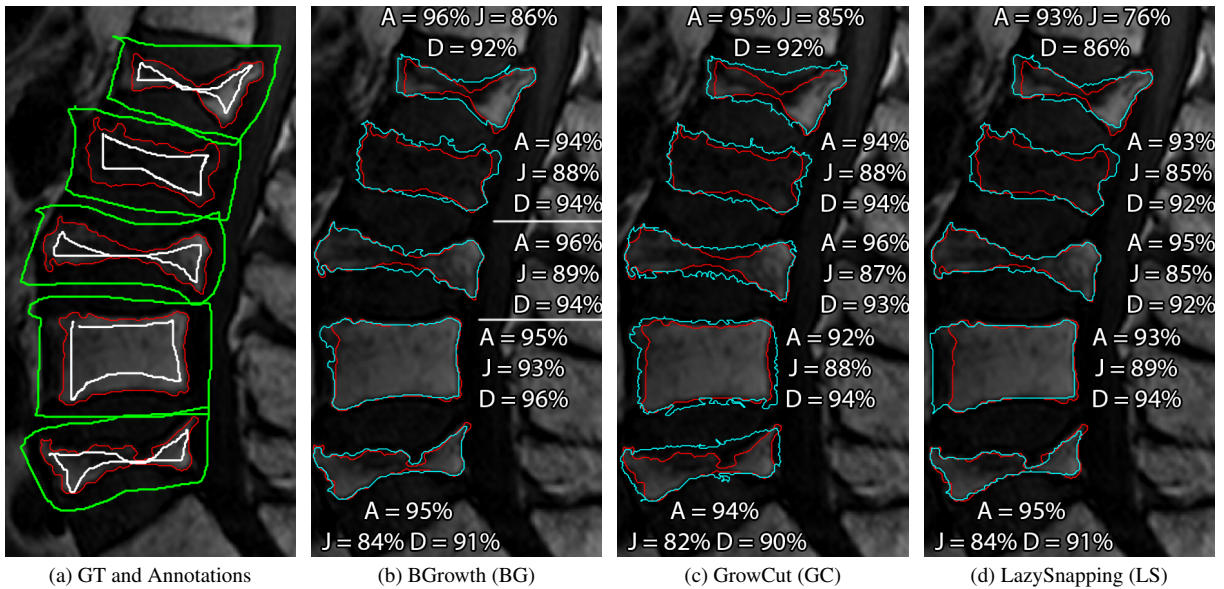 A = 96% J = 86%
D = 92%
A = 94%
J = 88%
D = 94%
A = 96%
J = 89%
D = 94%
A = 95%
J = 93%
D = 96%
A = 95%
J = 84% D = 91%
A = 95% J = 85%
D = 92%
A = 94%
J = 88%
D = 94%
A = 96%
J = 87%
D = 93%
A = 92%
J = 88%
D = 94%
A = 94%
J = 82% D = 90%
A = 93% J = 76%
D = 86%
A = 93%
J = 85%
D = 92%
A = 95%
J = 85%
D = 92%
A = 93%
J = 89%
D = 94%
A = 95%
J = 84% D = 91%
(a) GT and Annotations
(b) BGrowth (BG)
(c) GrowCut (GC)
(d) LazySnapping (LS)